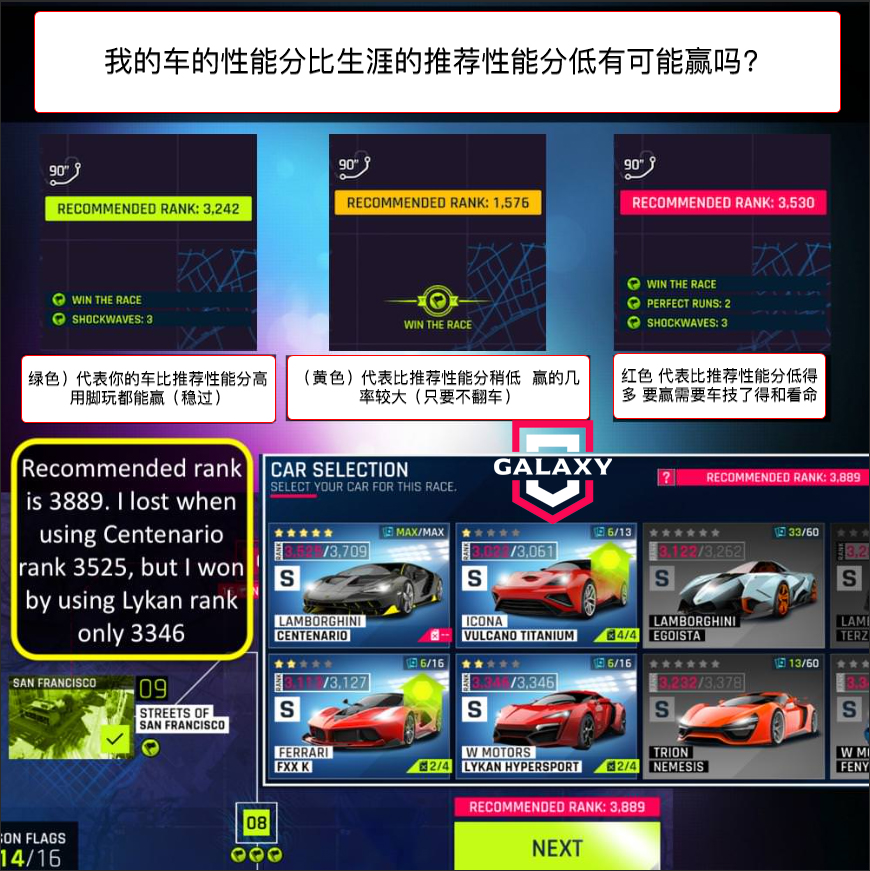 我的车的性能分比生涯的推荐性能分低有可能赢吗?
90"
RECOMMENDED RANK: 3,242
WIN THE RACE
SHOCKWAVES: 3
90"
RECOMMENDED RANK: 1,576
WIN THE RACE
90"
RECOMMENDED RANK: 3,530
WIN THE RACE
PERFECT RUNS: 2
SHOCKWAVES: 3
绿色）代表你的车比推荐性能分高
用脚玩都能赢（稳过）
（黄色）代表比推荐性能分稍低 赢的几
率较大（只要不翻车）
红色 代表比推荐性能分低得
多 要赢需要车技了得和看命
Recommended rank
is 3889. I lost when
using Centenario
rank 3525, but I won
by using Lykan rank
only 3346
CAR SELECTION
SELECT YOUR CAR FOR THIS RACE.
GALAXY
? RECOMMENDED RANK: 3,889
MAX/MAX
RANK 3,525/3,709
S
LAMBORGHINI
CENTENARIO
6/13
RANK 3,023/3,061
S
ICONA
VULCANO TITANIUM
4/4
33/60
RANK 3,122/3,262
S
LAMBORGHINI
EGOISTA
RANK 3,2
S
LAM
TERZ
6/16
RANK 3,113/3,127
S
FERRARI
FXX K
2/4
6/16
RANK 3,346/3,346
S
W MOTORS
LYKAN HYPERSPORT
2/4
13/60
RANK 3,232/3,378
S
TRION
NEMESIS
RANK 3,3
S
W M
FENY
SAN FRANCISCO
09
STREETS OF
SAN FRANCISCO
08
SON FLAGS
14/16
RECOMMENDED RANK: 3,889
NEXT